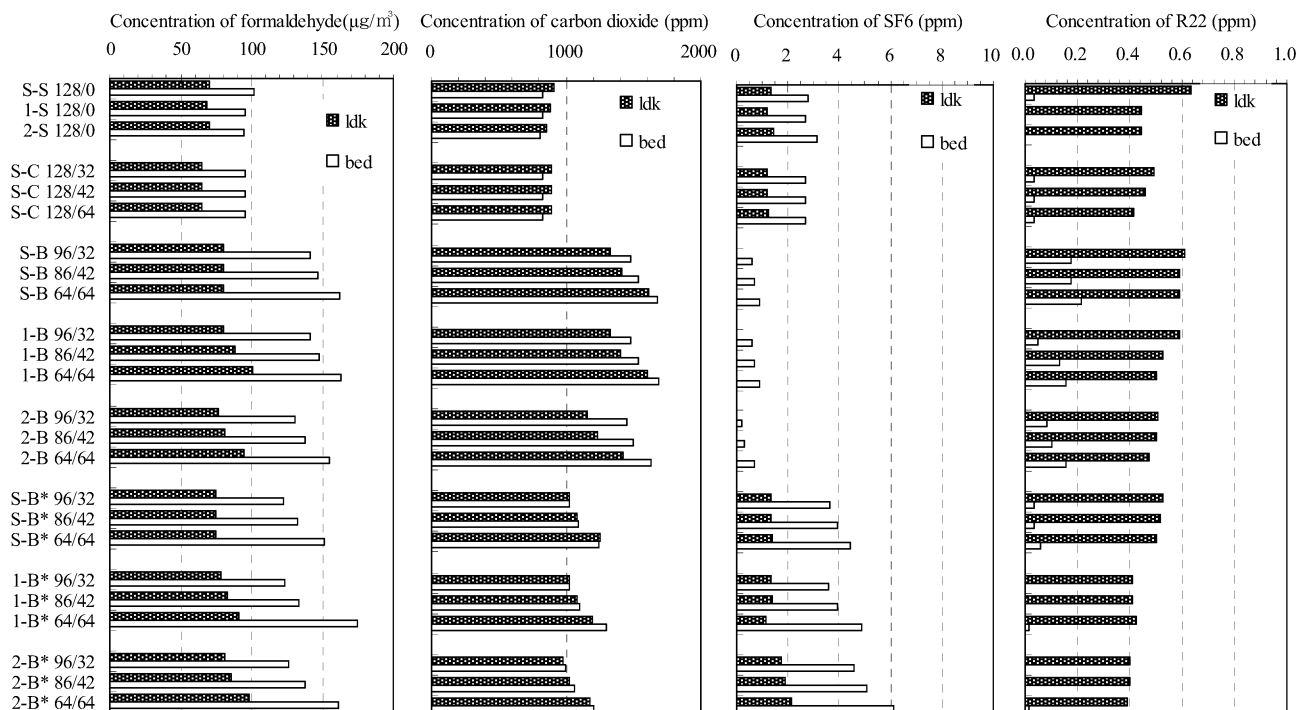 Concentration of formaldehyde(μg/m³) Concentration of carbon dioxide (ppm) Concentration of SF6 (ppm) Concentration of R22 (ppm)
0 50 100 150 200 0 1000 2000 0 2 4 6 8 10 0.0 0.2 0.4 0.6 0.8 1.0
ldk ldk ldk ldk
bed bed bed bed
S-S 128/0
1-S 128/0
2-S 128/0
S-C 128/32
S-C 128/42
S-C 128/64
S-B 96/32
S-B 86/42
S-B 64/64
1-B 96/32
1-B 86/42
1-B 64/64
2-B 96/32
2-B 86/42
2-B 64/64
S-B* 96/32
S-B* 86/42
S-B* 64/64
1-B* 96/32
1-B* 86/42
1-B* 64/64
2-B* 96/32
2-B* 86/42
2-B* 64/64